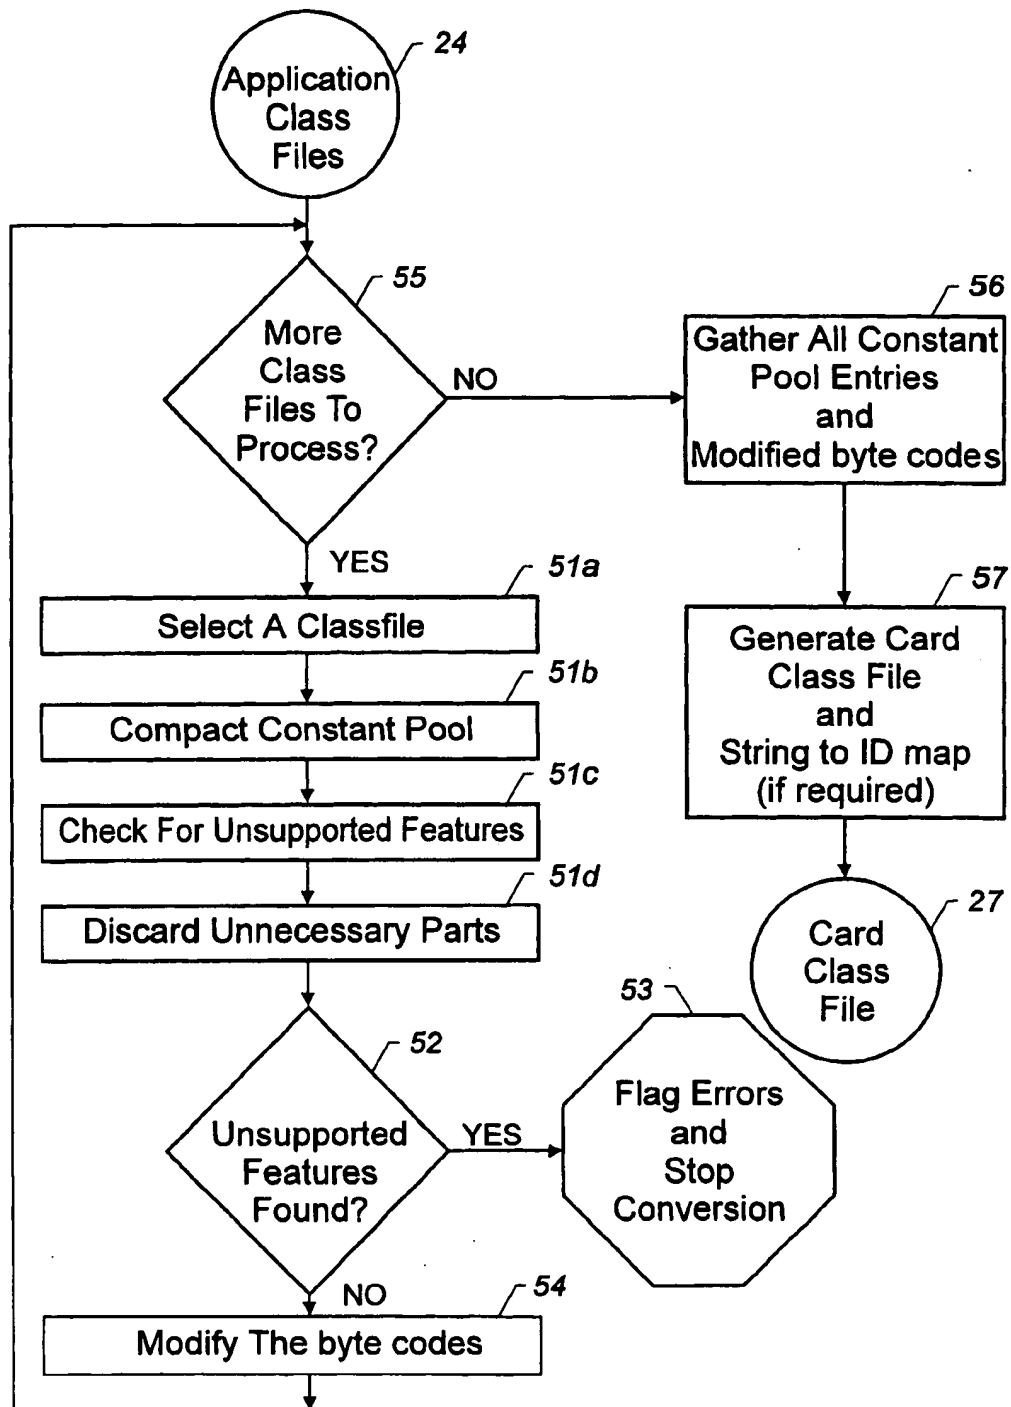 24
Application
Class
Files
55
More
Class
Files To
Process?
NO
YES
56
Gather All Constant
Pool Entries
and
Modified byte codes
51a
Select A Classfile
51b
Compact Constant Pool
51c
Check For Unsupported Features
51d
Discard Unnecessary Parts
57
Generate Card
Class File
and
String to ID map
(if required)
27
Card
Class
File
52
Unsupported
Features
Found?
YES
NO
53
Flag Errors
and
Stop
Conversion
54
Modify The byte codes